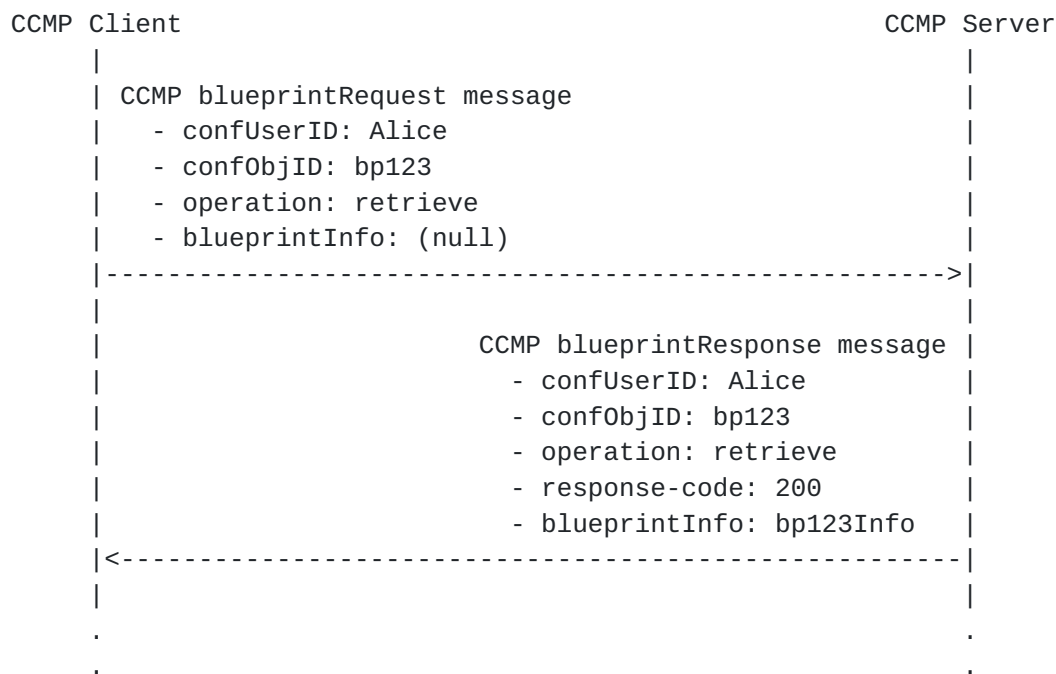 CCMP Client CCMP Server
CCMP blueprintRequest message
- confUserID: Alice
- confObjID: bp123
- operation: retrieve
- blueprintInfo: (null)
CCMP blueprintResponse message
- confUserID: Alice
- confObjID: bp123
- operation: retrieve
- response-code: 200
- blueprintInfo: bp123Info